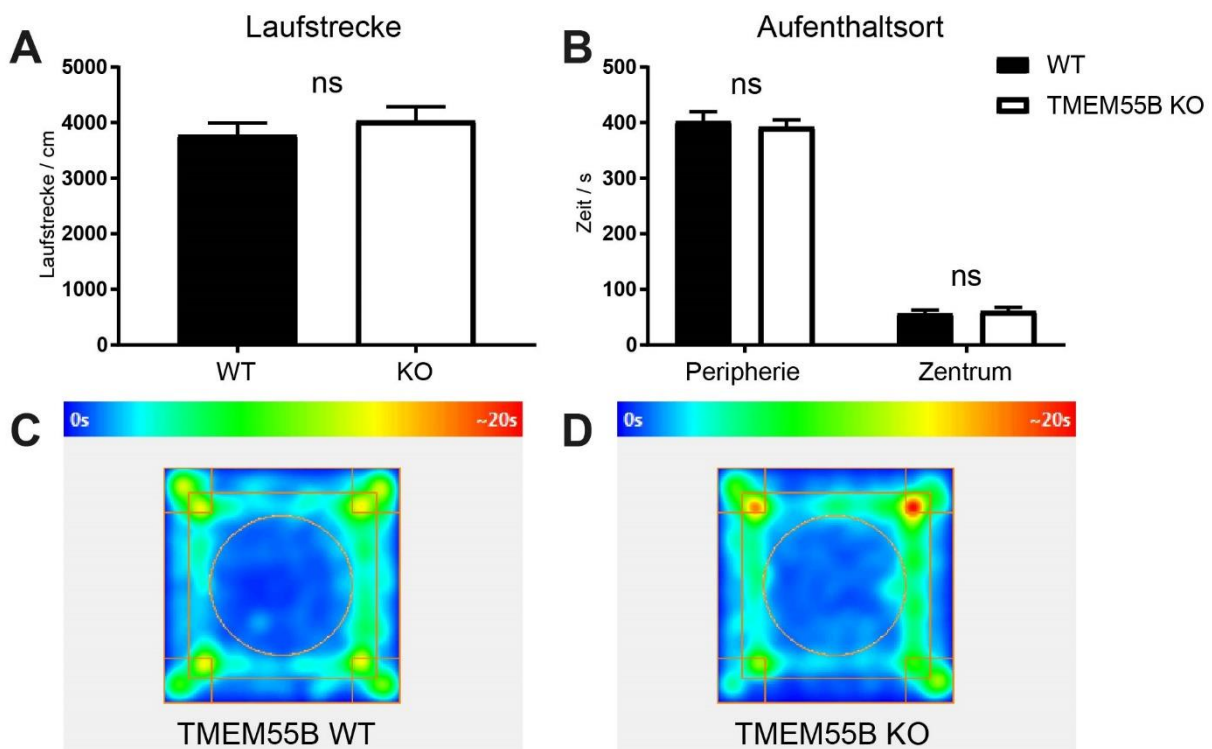 A
Laufstrecke
5000
4000
3000
2000
1000
0
Laufstrecke / cm
ns
WT
KO
B
Aufenthaltsort
WT
TMEM55B KO
500
400
300
200
100
0
Zeit / s
ns
ns
Peripherie
Zentrum
C
0s
~20s
TMEM55B WT
D
0s
~20s
TMEM55B KO